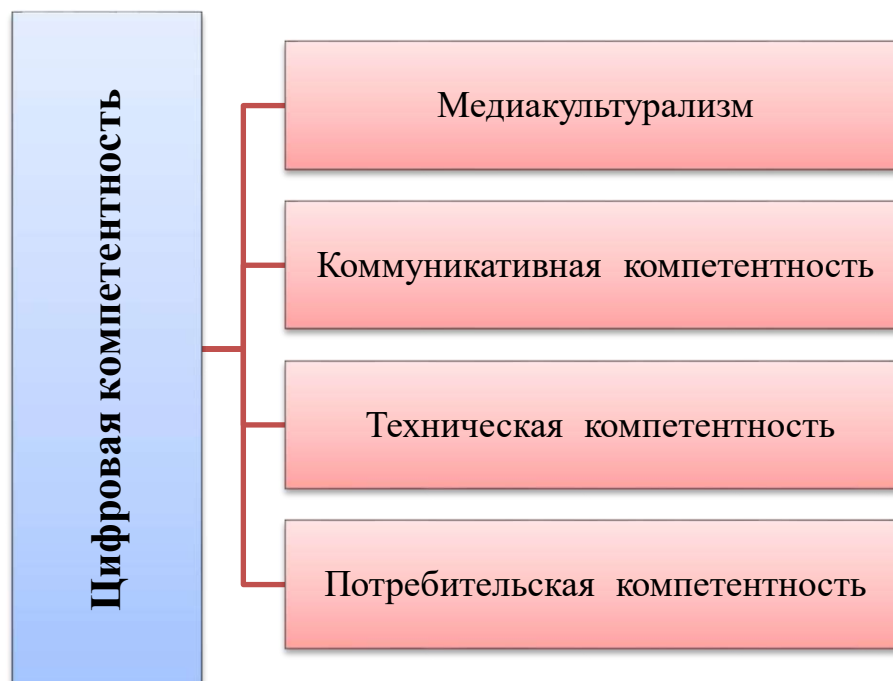 Цифровая компетентность
Медиакультурализм
Коммуникативная компетентность
Техническая компетентность
Потребительская компетентность